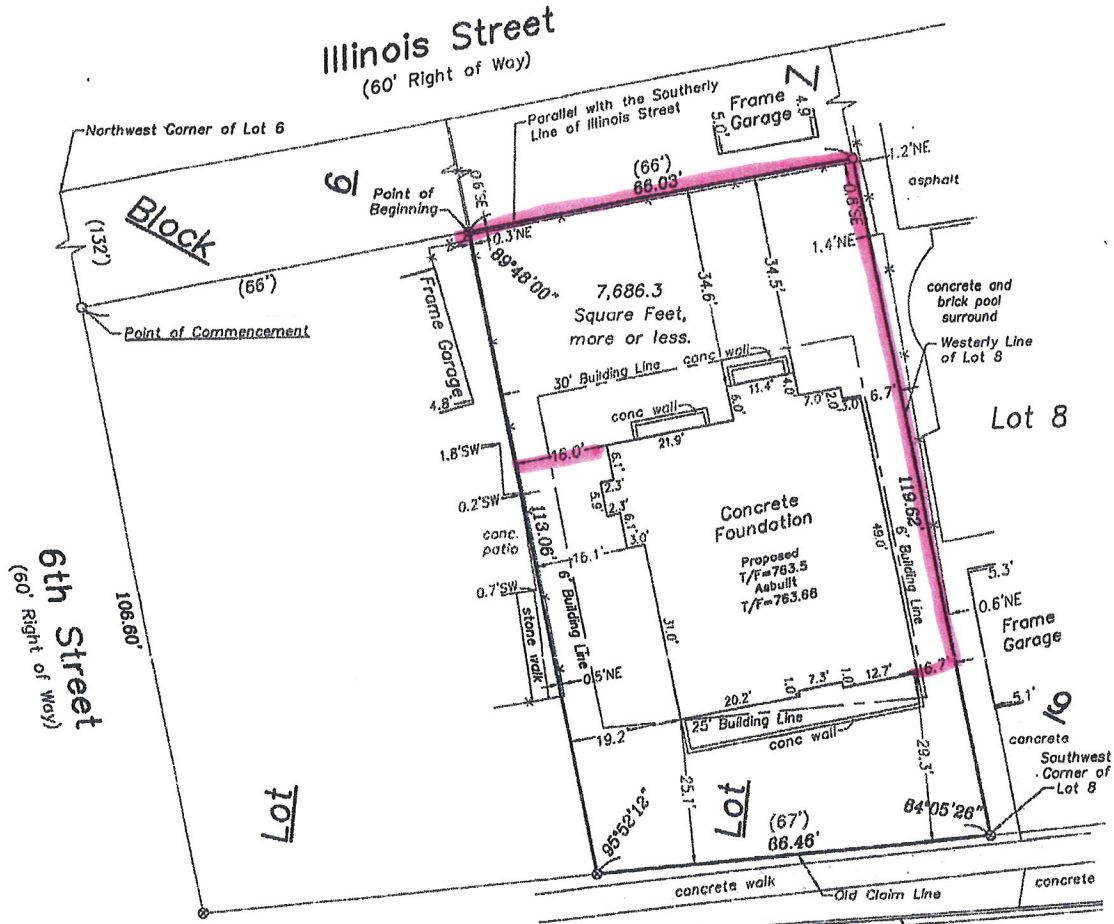 Illinois Street
(60' Right of Way)
Northwest Corner of Lot 6
Parallel with the Southerly
Line of Illinois Street
Frame
Garage
5.0'
4.9'
7
6
Block
(132')
(66')
Point of
Beginning
0.6'SE
0.3'NE
(66')
66.03'
1.2'NE
asphalt
0.8'SE
1.4'NE
89°48'00"
Point of Commencement
Frame Garage
4.8'
7,686.3
Square Feet,
more or less.
34.6'
34.5'
concrete and
brick pool
surround
Westerly Line
of Lot 8
Lot 8
30' Building Line
conc wall
11.4'
4.0'
6.0'
7.0'
2.0'
3.0'
6.7'
conc wall
21.9'
16.0'
1.8'SW
0.2'SW
6.1'
2.3'
5.9'
2.3'
6.1'
3.0'
113.06'
conc.
patio
16.1'
0.7'SW
stone walk
6' Building Line
0.5'NE
31.0'
Concrete
Foundation
Proposed
T/F=763.5
Asbuilt
T/F=763.68
49.0'
6' Building Line
119.62'
5.3'
0.6'NE
Frame
Garage
5.1'
6th Street
(60' Right of Way)
106.60'
20.2'
1.0'
7.3'
1.0'
12.7'
6.7'
25' Building Line
conc wall
19.2'
25.1'
29.3'
concrete
Southwest
Corner of
Lot 8
Lot
Lot
95°52'12"
84°05'26"
(67')
66.46'
concrete walk
Old Claim Line
concrete